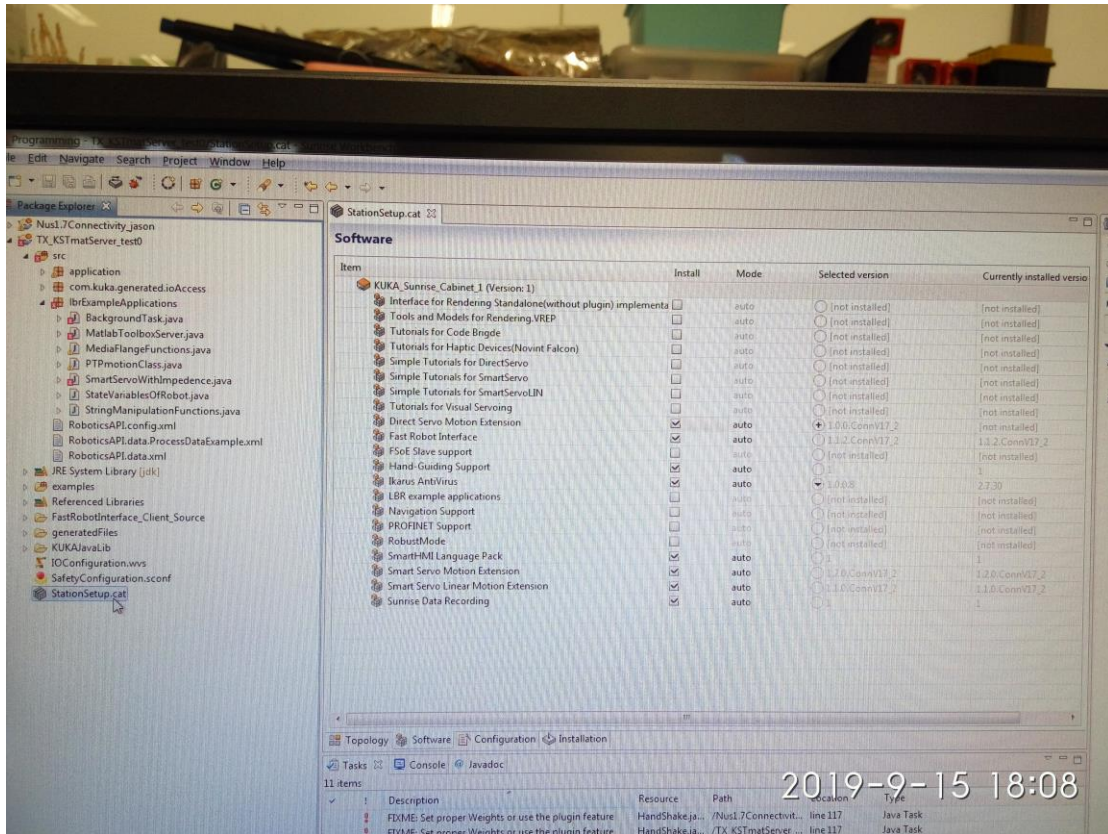 Programming - TX_KSTmatServer_test0/StationSetup.cat - Sunrise Workbench
Edit Navigate Search Project Window Help
Package Explorer
Nus1.7Connectivity_jason
TX_KSTmatServer_test0
src
application
com.kuka.generated.ioAccess
lbrExampleApplications
BackgroundTask.java
MatlabToolboxServer.java
MediaFlangeFunctions.java
PTPmotionClass.java
SmartServoWithImpedence.java
StateVariablesOfRobot.java
StringManipulationFunctions.java
RoboticsAPI.config.xml
RoboticsAPI.data.ProcessDataExample.xml
RoboticsAPI.data.xml
JRE System Library [jdk]
examples
Referenced Libraries
FastRobotInterface_Client_Source
generatedFiles
KUKAJavaLib
IOConfiguration.wvs
SafetyConfiguration.sconf
StationSetup.cat
StationSetup.cat
Software
Item Install Mode Selected version Currently installed versio
KUKA_Sunrise_Cabinet_1 (Version: 1)
Interface for Rendering Standalone(without plugin) implementa auto [not installed] [not installed]
Tools and Models for Rendering.VREP auto [not installed] [not installed]
Tutorials for Code Brigde auto [not installed] [not installed]
Tutorials for Haptic Devices(Novint Falcon) auto [not installed] [not installed]
Simple Tutorials for DirectServo auto [not installed] [not installed]
Simple Tutorials for SmartServo auto [not installed] [not installed]
Simple Tutorials for SmartServoLIN auto [not installed] [not installed]
Tutorials for Visual Servoing auto [not installed] [not installed]
Direct Servo Motion Extension auto 1.0.0.ConnV17_2 [not installed]
Fast Robot Interface auto 1.1.2.ConnV17_2 1.1.2.ConnV17_2
FSoE Slave support auto [not installed] [not installed]
Hand-Guiding Support auto 1 1
Ikarus AntiVirus auto 1.0.0.8 2.7.30
LBR example applications auto [not installed] [not installed]
Navigation Support auto [not installed] [not installed]
PROFINET Support auto [not installed] [not installed]
RobustMode auto [not installed] [not installed]
SmartHMI Language Pack auto 1 1
Smart Servo Motion Extension auto 1.2.0.ConnV17_2 1.2.0.ConnV17_2
Smart Servo Linear Motion Extension auto 1.1.0.ConnV17_2 1.1.0.ConnV17_2
Sunrise Data Recording auto 1 1
Topology Software Configuration Installation
Tasks Console Javadoc
11 items
! Description Resource Path Location Type
! FIXME: Set proper Weights or use the plugin feature HandShake.ja... /Nus1.7Connectivit... line 117 Java Task
! FIXME: Set proper Weights or use the plugin feature HandShake.ja... /TX_KSTmatServer_... line 117 Java Task
2019-9-15 18:08